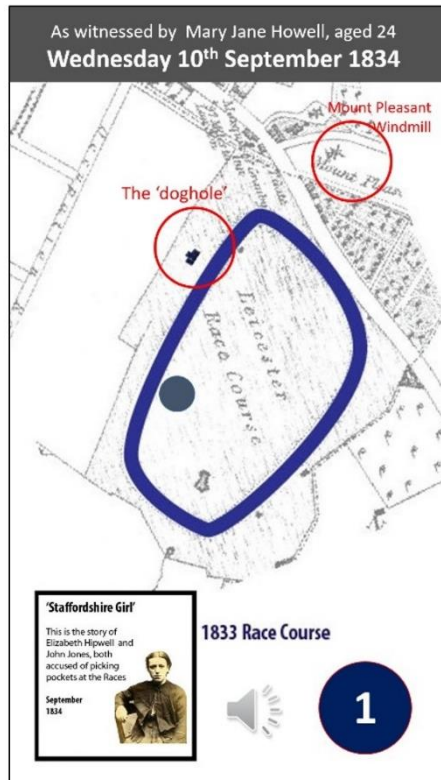 As witnessed by Mary Jane Howell, aged 24
Wednesday 10th September 1834
Mount Pleasant
Windmill
Mount Pleas
The 'doghole'
Leicester
Race Course
'Staffordshire Girl'
This is the story of
Elizabeth Hipwell and
John Jones, both
accused of picking
pockets at the Races
September
1834
1833 Race Course
1